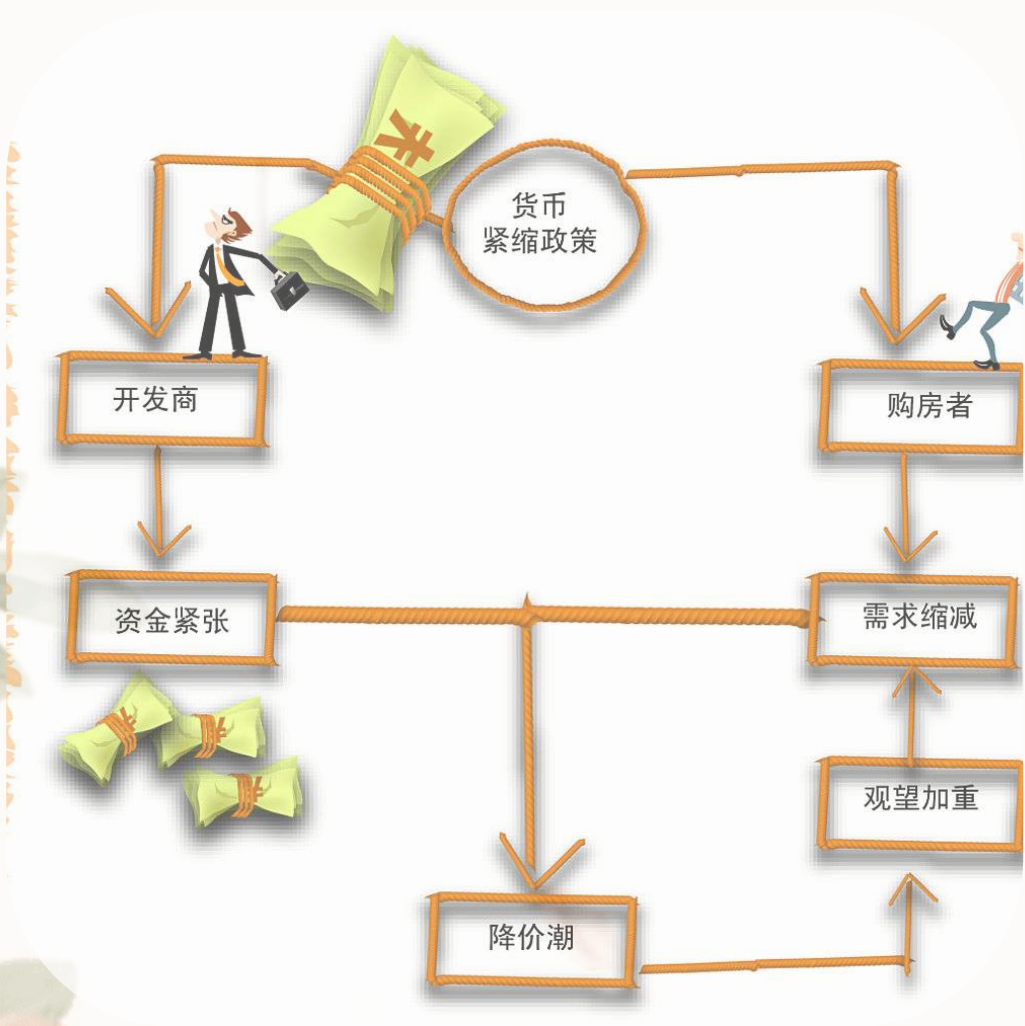 货币
紧缩政策
开发商
购房者
资金紧张
需求缩减
观望加重
降价潮